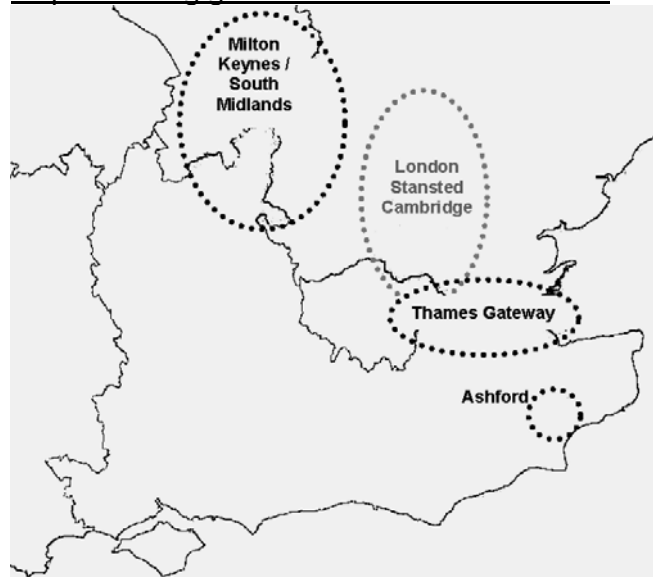 Milton
Keynes /
South
Midlands
London
Stansted
Cambridge
Thames Gateway
Ashford